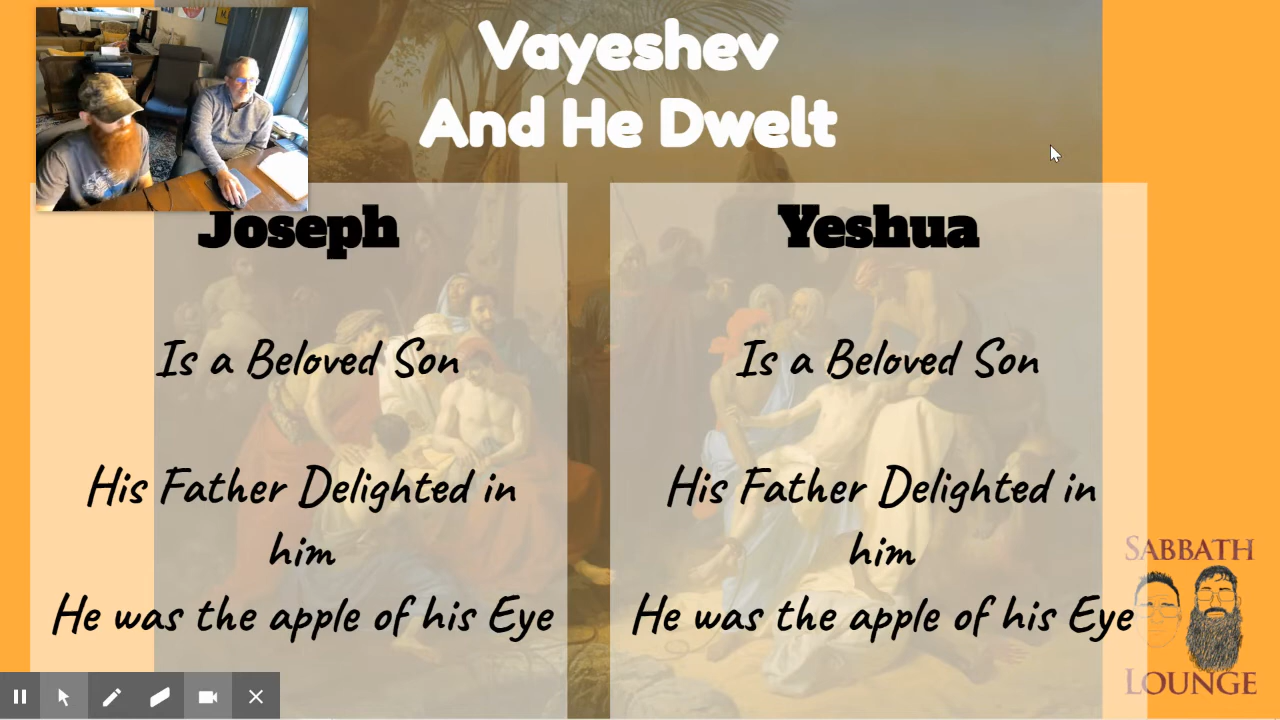 Vayeshev
And He Dwelt
Joseph
Is a Beloved Son
His Father Delighted in
him
He was the apple of his Eye
Yeshua
Is a Beloved Son
His Father Delighted in
him
He was the apple of his Eye
SABBATH
LOUNGE